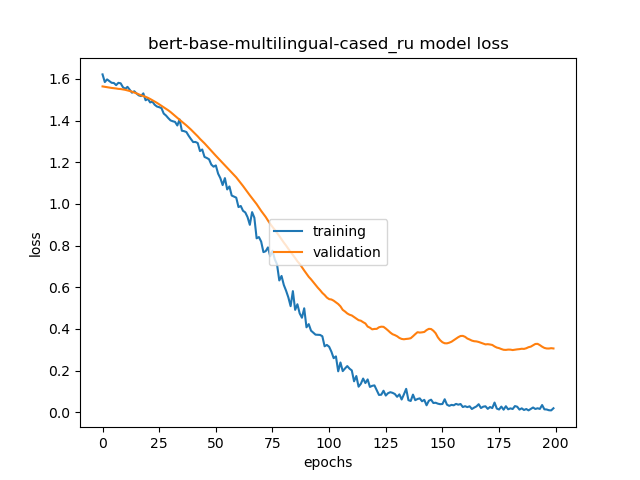 bert-base-multilingual-cased_ru model loss
loss
1.6
1.4
1.2
1.0
0.8
0.6
0.4
0.2
0.0
training
validation
0 25 50 75 100 125 150 175 200
epochs